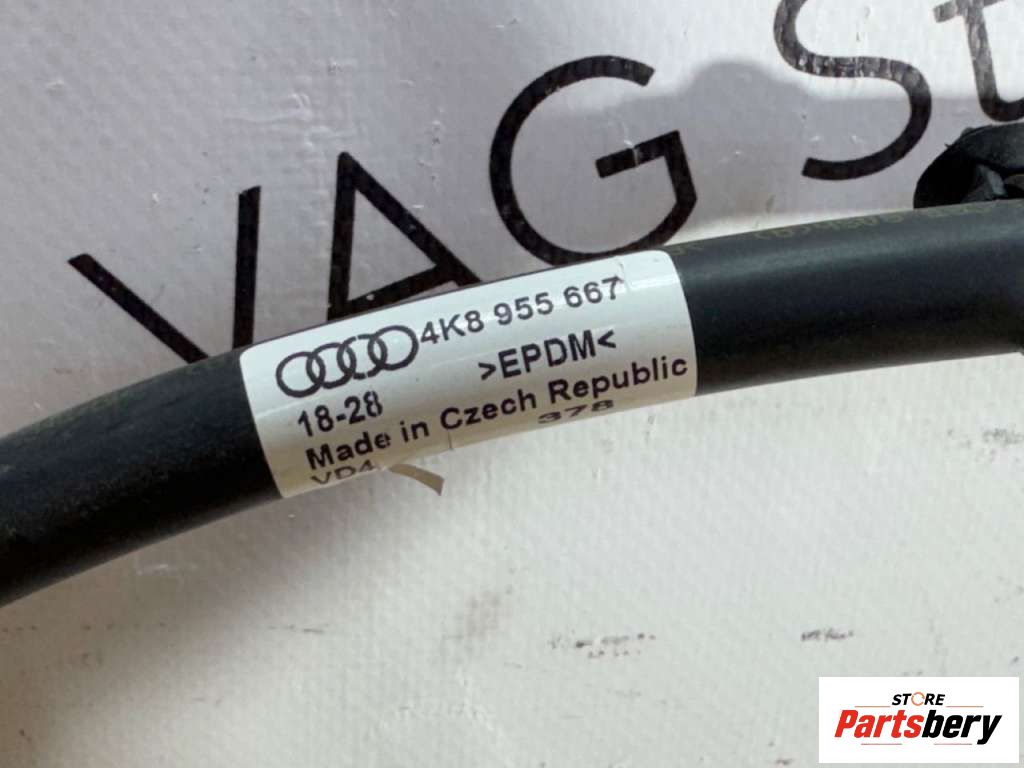 VAG St
4K8 955 667
>EPDM<
18-28
Made in Czech Republic
378
VD4
STORE
Partsbery